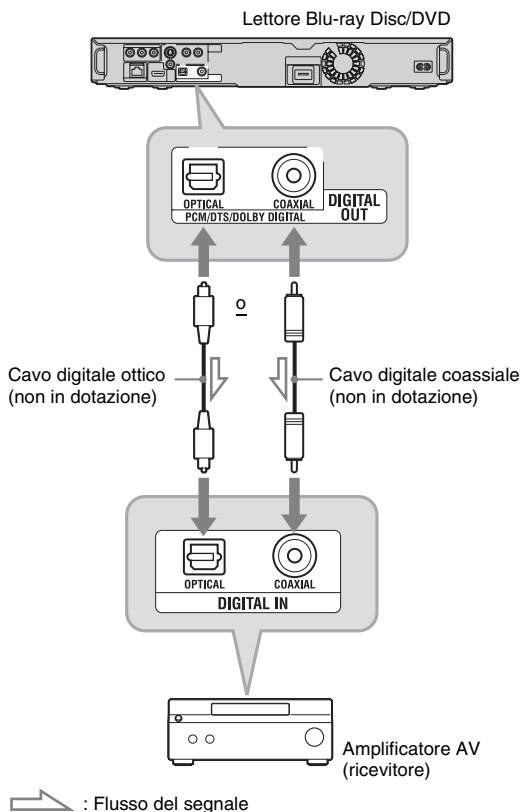 Lettore Blu-ray Disc/DVD
OPTICAL
COAXIAL
PCM/DTS/DOLBY DIGITAL
DIGITAL
OUT
o
Cavo digitale ottico
(non in dotazione)
Cavo digitale coassiale
(non in dotazione)
OPTICAL
COAXIAL
DIGITAL IN
Amplificatore AV
(ricevitore)
: Flusso del segnale